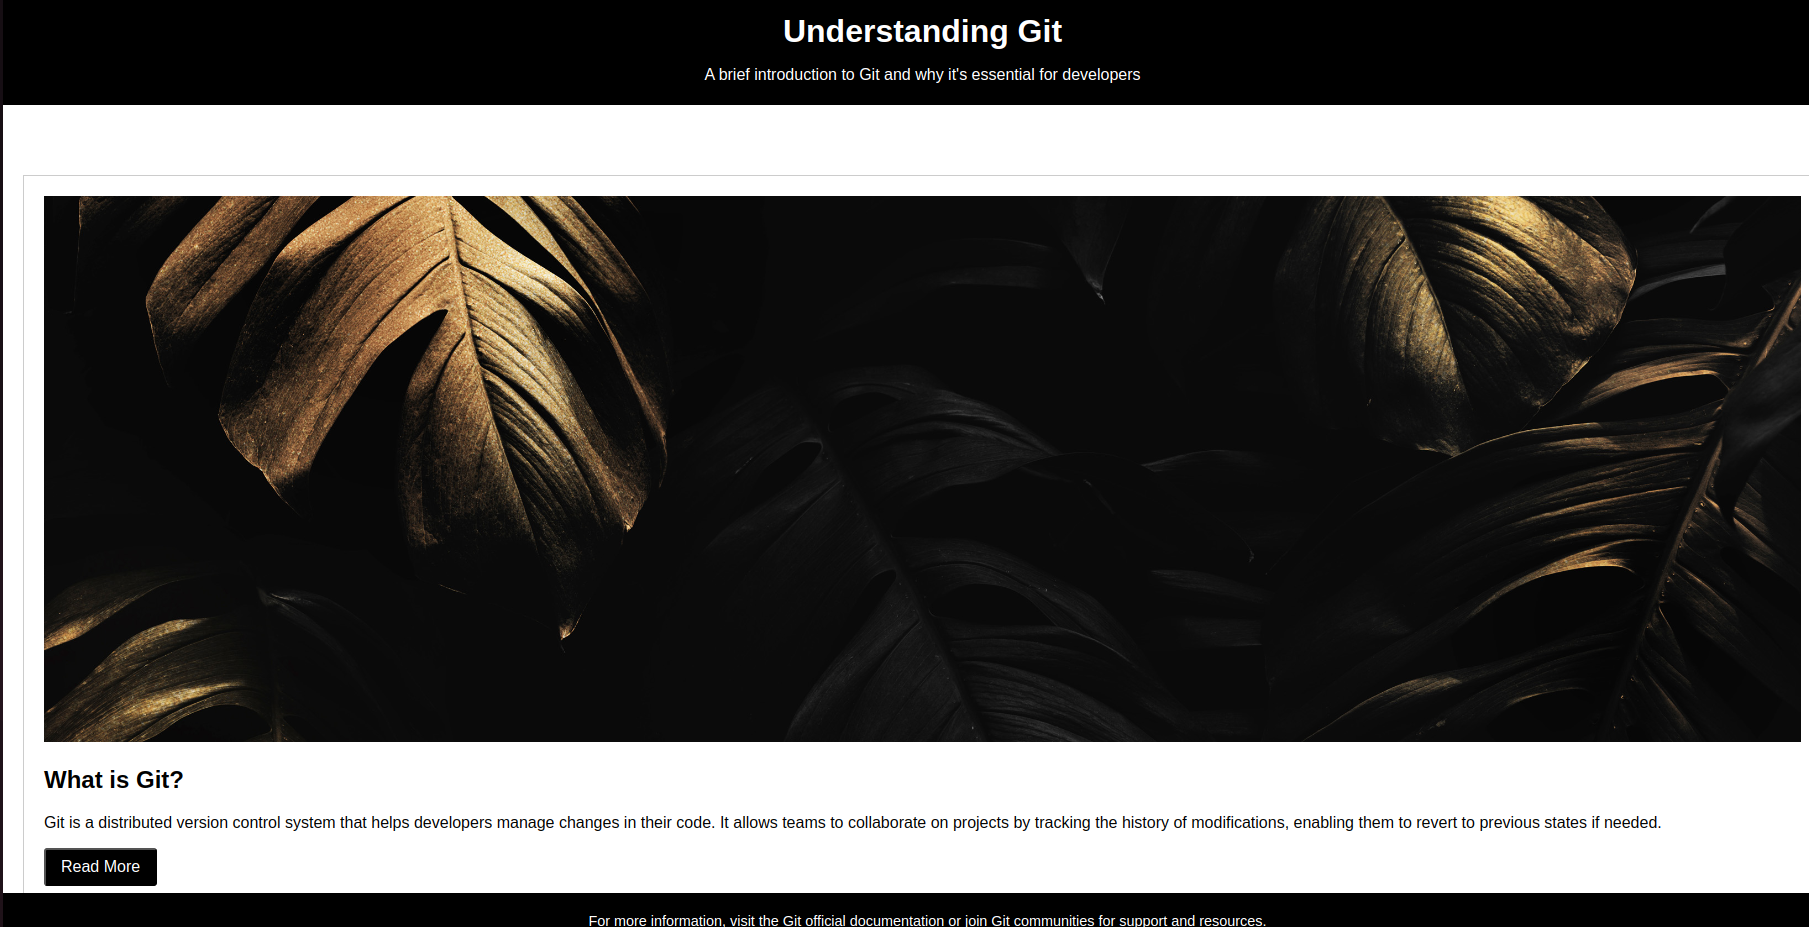 Understanding Git
A brief introduction to Git and why it's essential for developers
What is Git?
Git is a distributed version control system that helps developers manage changes in their code. It allows teams to collaborate on projects by tracking the history of modifications, enabling them to revert to previous states if needed.
Read More
For more information, visit the Git official documentation or join Git communities for support and resources.